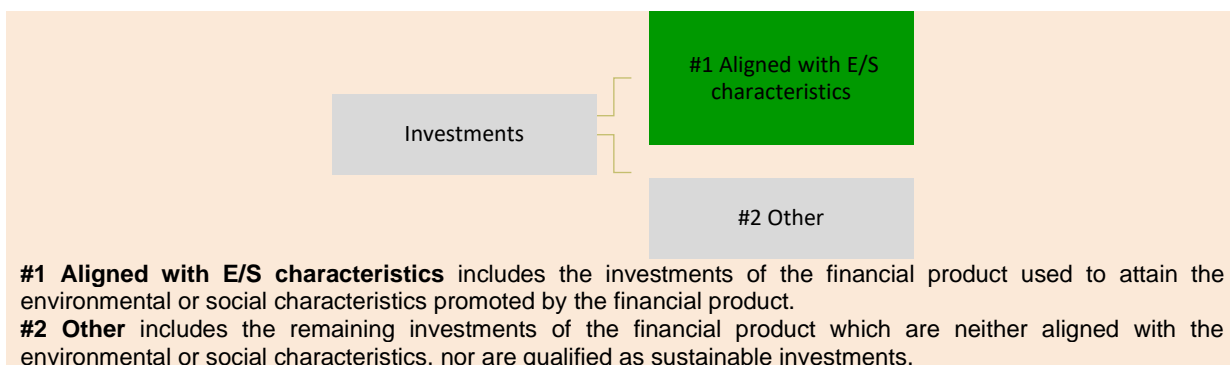 #1 Aligned with E/S
characteristics
Investments
#2 Other
#1 Aligned with E/S characteristics includes the investments of the financial product used to attain the
environmental or social characteristics promoted by the financial product.
#2 Other includes the remaining investments of the financial product which are neither aligned with the
environmental or social characteristics, nor are qualified as sustainable investments.